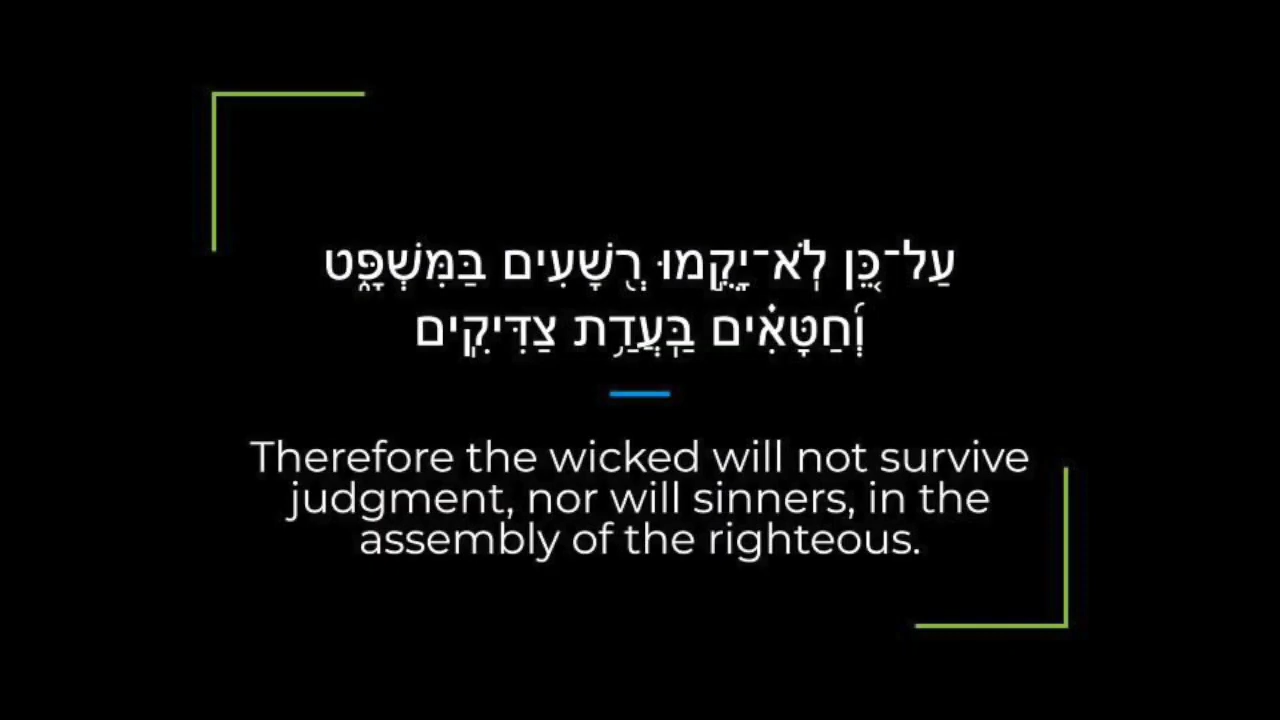 עַל־כֵּ֤ן לֹֽא־יָקֻ֣מוּ רְ֭שָׁעִים בַּמִּשְׁפָּ֑ט
וְ֝חַטָּאִ֗ים בַּֽעֲדַ֥ת צַדִּיקִֽים
Therefore the wicked will not survive
judgment, nor will sinners, in the
assembly of the righteous.